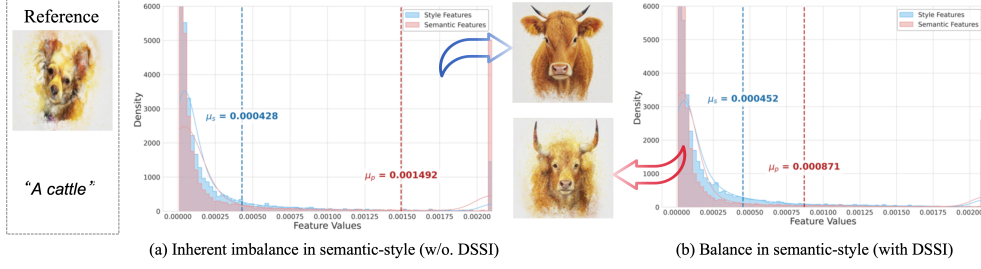 Reference
“A cattle”
6000
5000
4000
3000
2000
1000
0
Density
Style Features
Semantic Features
μs = 0.000428
μp = 0.001492
0.00000 0.00025 0.00050 0.00075 0.00100 0.00125 0.00150 0.00175 0.00200
Feature Values
(a) Inherent imbalance in semantic-style (w/o. DSSI)
6000
5000
4000
3000
2000
1000
0
Density
Style Features
Semantic Features
μs = 0.000452
μp = 0.000871
0.00000 0.00025 0.00050 0.00075 0.00100 0.00125 0.00150 0.00175 0.00200
Feature Values
(b) Balance in semantic-style (with DSSI)